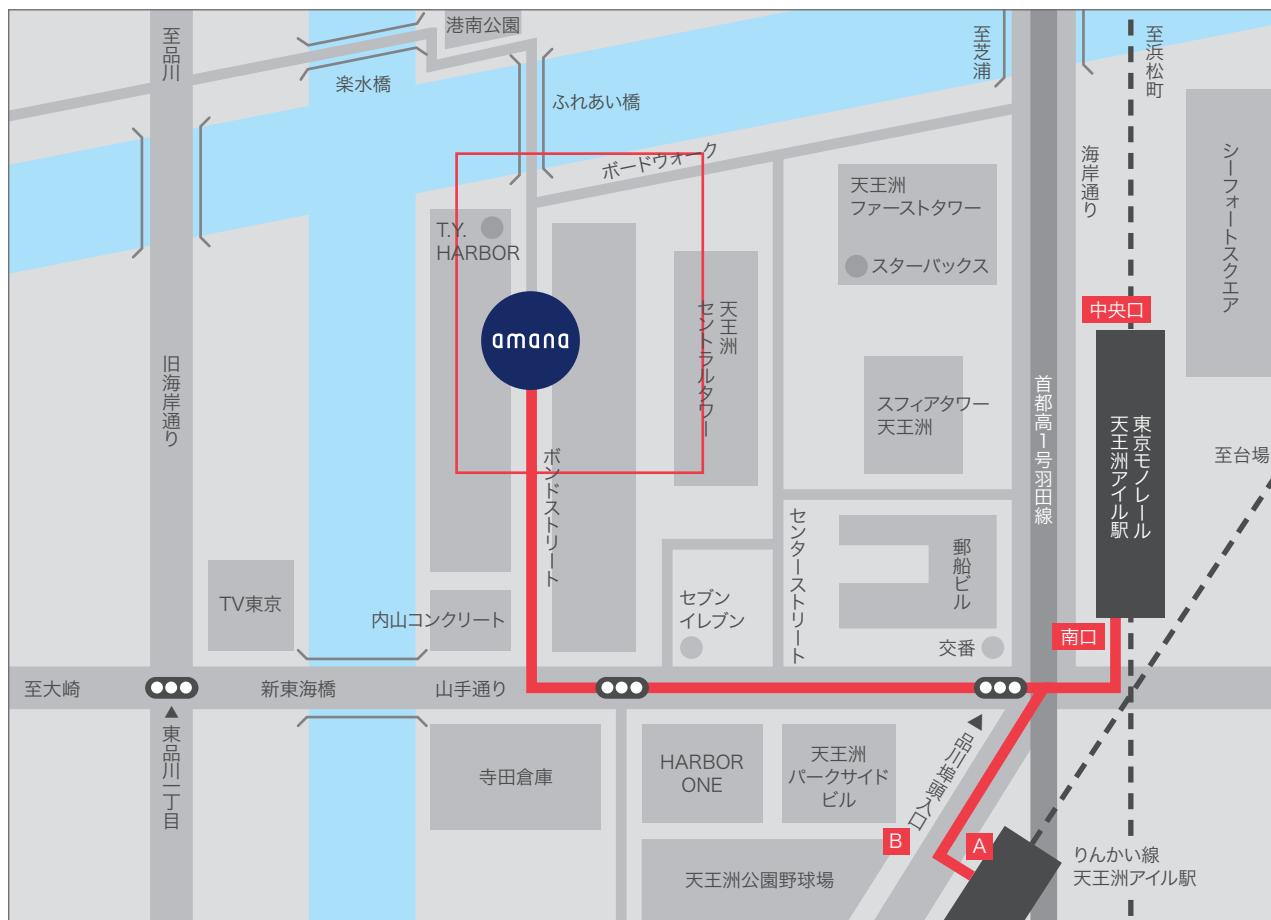 港南公園
至品川
楽水橋
ふれあい橋
至芝浦
至浜松町
ボードウォーク
海岸通り
シーフォートスクエア
天王洲
ファーストタワー
スターバックス
T.Y.
HARBOR
amana
天王洲
セントラルタワー
中央口
旧海岸通り
スフィアタワー
天王洲
首都高1号羽田線
東京モノレール
天王洲アイル駅
至台場
ボンドストリート
センターストリート
郵船ビル
TV東京
内山コンクリート
セブン
イレブン
交番
南口
至大崎
新東海橋
山手通り
▲東品川一丁目
寺田倉庫
HARBOR
ONE
天王洲
パークサイド
ビル
▲品川埠頭入口
B
A
天王洲公園野球場
りんかい線
天王洲アイル駅